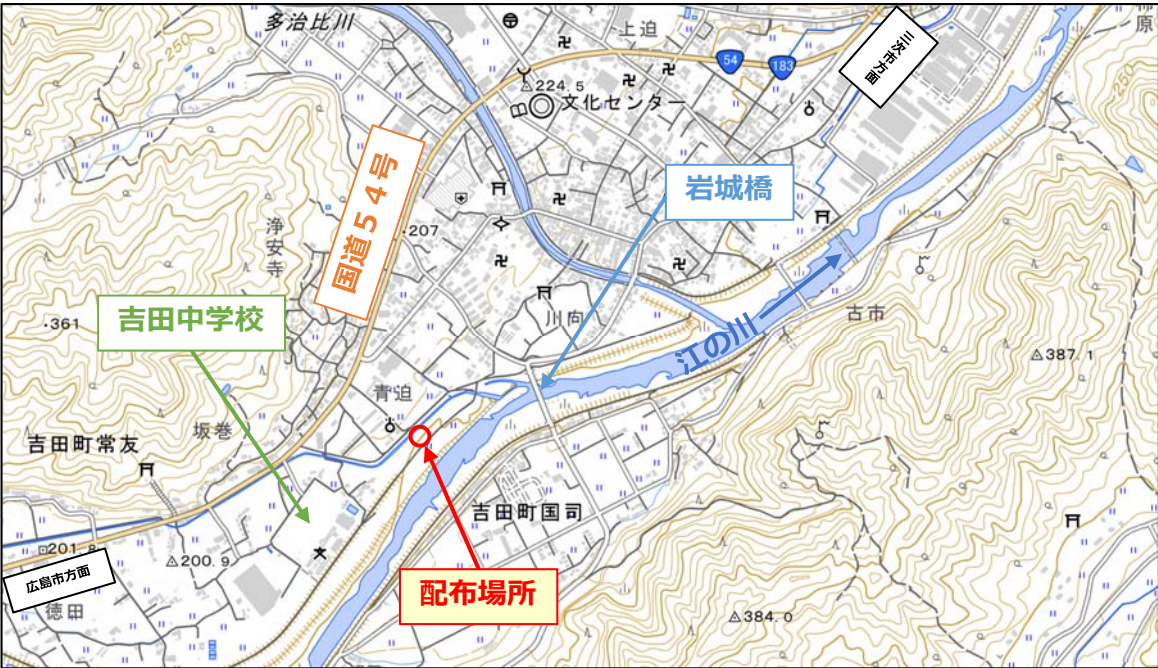 多治比川
上迫
三次市方面
原
250
54
183
224.5
文化センター
250
国道54号
岩城橋
207
浄安寺
吉田中学校
361
川向
江の川
古市
387.1
青迫
坂巻
吉田町常友
吉田町国司
201.8
200.9
広島市方面
配布場所
徳田
384.0